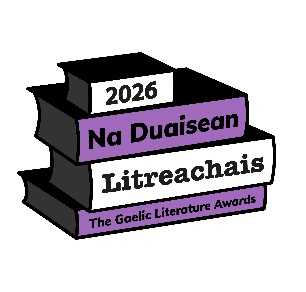 2026
Na Duaisean
Litreachais
The Gaelic Literature Awards